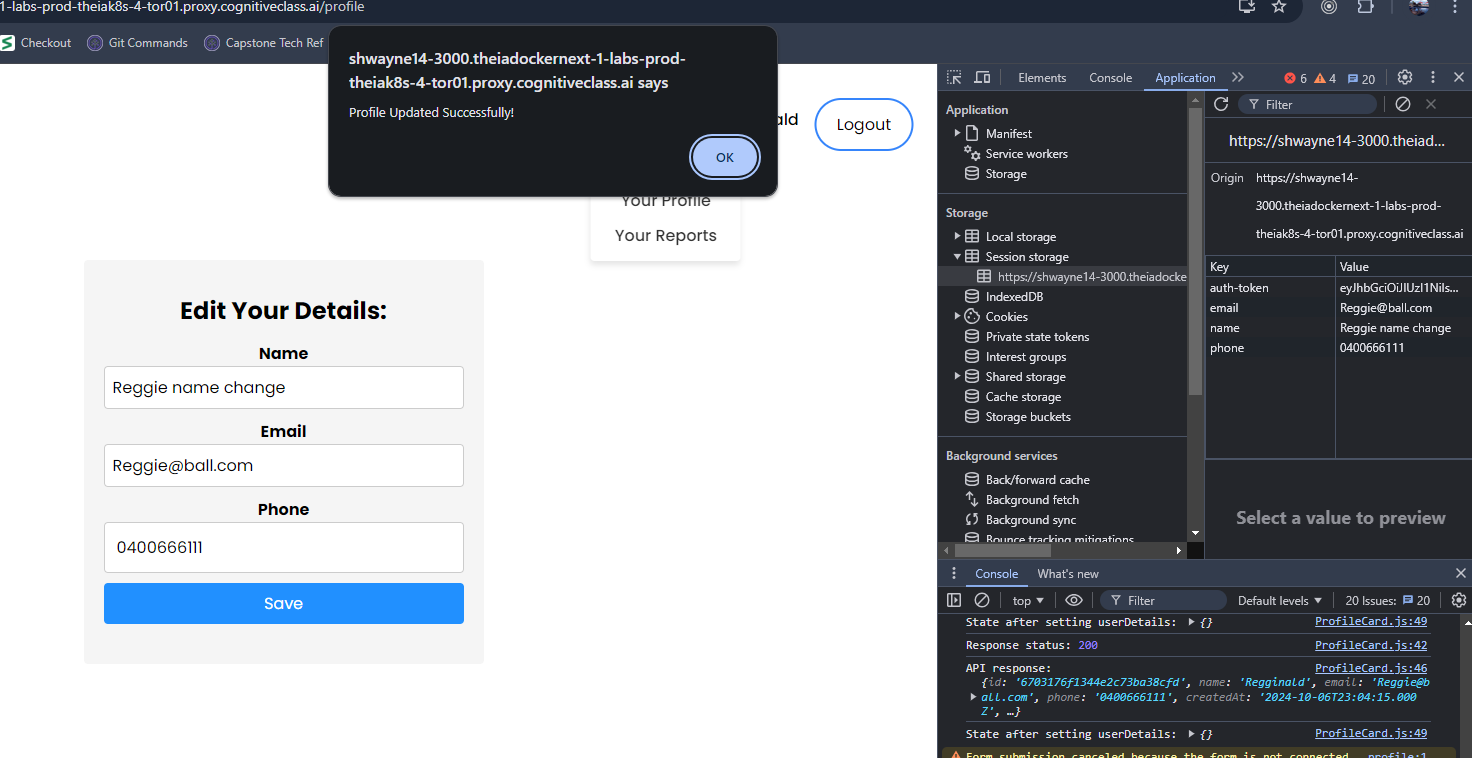 1-labs-prod-theiak8s-4-tor01.proxy.cognitiveclass.ai/profile
Checkout
Git Commands
Capstone Tech Ref
shwayne14-3000.theiadockernext-1-labs-prod-
theiak8s-4-tor01.proxy.cognitiveclass.ai says
Profile Updated Successfully!
OK
ald
Logout
Your Profile
Your Reports
Edit Your Details:
Name
Reggie name change
Email
Reggie@ball.com
Phone
0400666111
Save
Elements Console Application 6 4 20
Application
Manifest
Service workers
Storage
Storage
Local storage
Session storage
https://shwayne14-3000.theiadocke
IndexedDB
Cookies
Private state tokens
Interest groups
Shared storage
Cache storage
Storage buckets
Background services
Back/forward cache
Background fetch
Background sync
Bounce tracking mitigations
Filter
https://shwayne14-3000.theiad...
Origin https://shwayne14-
3000.theiadockernext-1-labs-prod-
theiak8s-4-tor01.proxy.cognitiveclass.ai
Key Value
auth-token eyJhbGciOiJIUzI1NiIs...
email Reggie@ball.com
name Reggie name change
phone 0400666111
Select a value to preview
Console What's new
top Filter Default levels 20 Issues: 20
State after setting userDetails: {} ProfileCard.js:49
Response status: 200 ProfileCard.js:42
API response: ProfileCard.js:46
{id: '6703176f1344e2c73ba38cfd', name: 'Regginald', email: 'Reggie@b
all.com', phone: '0400666111', createdAt: '2024-10-06T23:04:15.000
Z', …}
State after setting userDetails: {} ProfileCard.js:49
Form submission canceled because the form is not connected profile:1